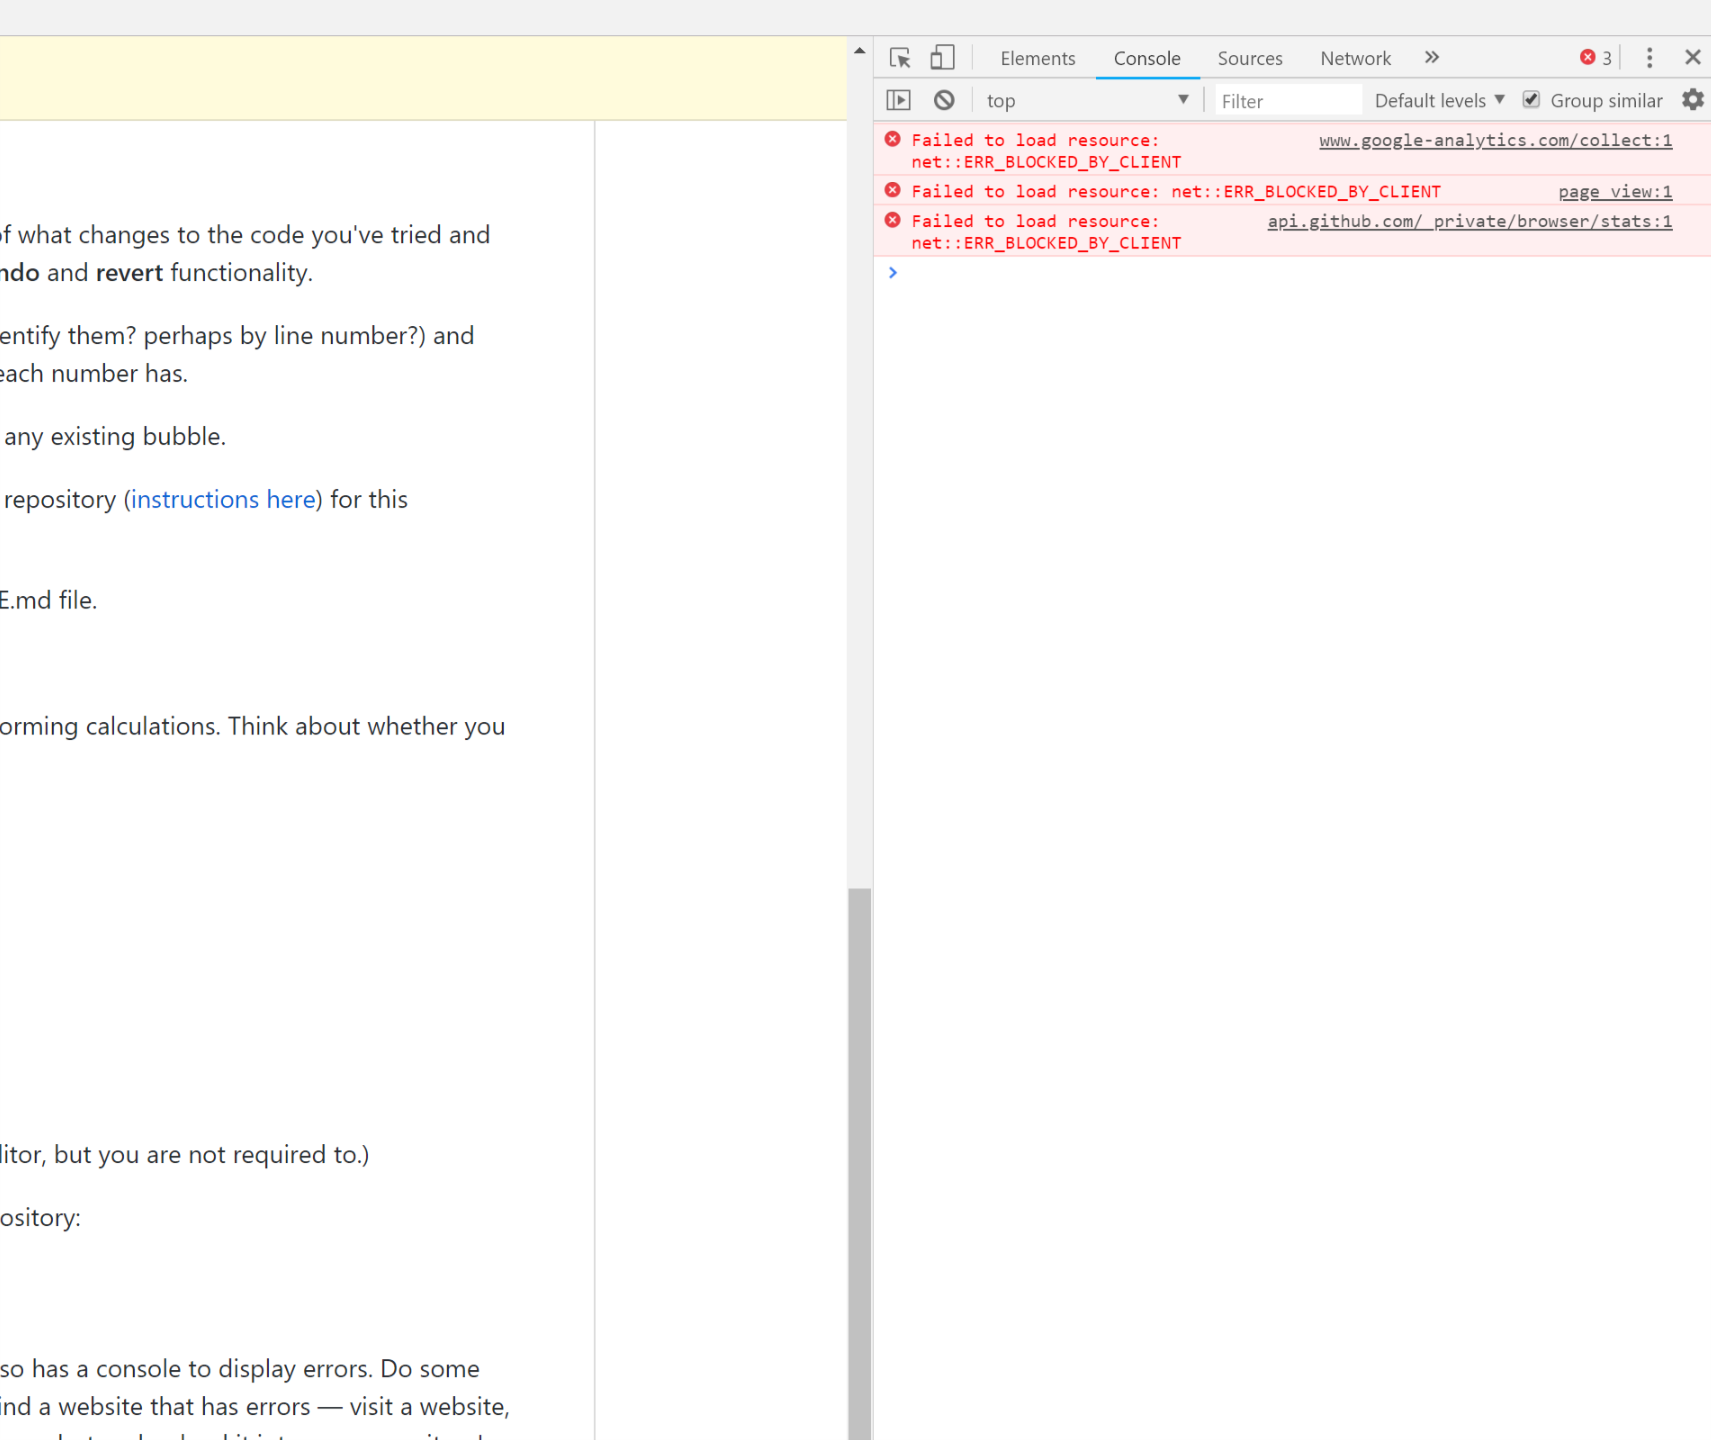 of what changes to the code you've tried and
ndo and revert functionality.
entify them? perhaps by line number?) and
each number has.
any existing bubble.
repository (instructions here) for this
E.md file.
orming calculations. Think about whether you
litor, but you are not required to.)
ository:
so has a console to display errors. Do some
ind a website that has errors — visit a website,
Elements Console Sources Network » 3
top Filter Default levels Group similar
Failed to load resource: www.google-analytics.com/collect:1
net::ERR_BLOCKED_BY_CLIENT
Failed to load resource: net::ERR_BLOCKED_BY_CLIENT page_view:1
Failed to load resource: api.github.com/_private/browser/stats:1
net::ERR_BLOCKED_BY_CLIENT